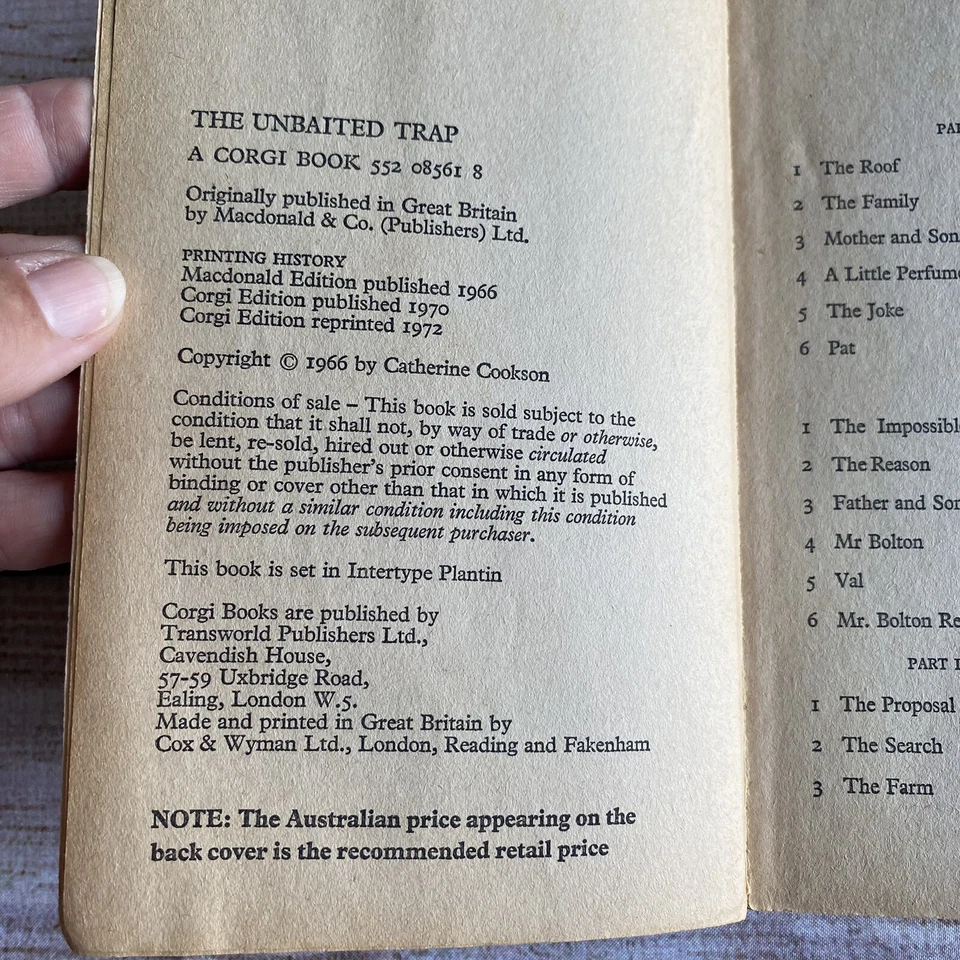 THE UNBAITED TRAP
A CORGI BOOK 552 08561 8
Originally published in Great Britain
by Macdonald & Co. (Publishers) Ltd.
PRINTING HISTORY
Macdonald Edition published 1966
Corgi Edition published 1970
Corgi Edition reprinted 1972
Copyright © 1966 by Catherine Cookson
Conditions of sale – This book is sold subject to the
condition that it shall not, by way of trade or otherwise,
be lent, re-sold, hired out or otherwise circulated
without the publisher's prior consent in any form of
binding or cover other than that in which it is published
and without a similar condition including this condition
being imposed on the subsequent purchaser.
This book is set in Intertype Plantin
Corgi Books are published by
Transworld Publishers Ltd.,
Cavendish House,
57-59 Uxbridge Road,
Ealing, London W.5.
Made and printed in Great Britain by
Cox & Wyman Ltd., London, Reading and Fakenham
NOTE: The Australian price appearing on the
back cover is the recommended retail price
PA
1 The Roof
2 The Family
3 Mother and Son
4 A Little Perfume
5 The Joke
6 Pat
1 The Impossible
2 The Reason
3 Father and Son
4 Mr Bolton
5 Val
6 Mr. Bolton Re
PART I
1 The Proposal
2 The Search
3 The Farm